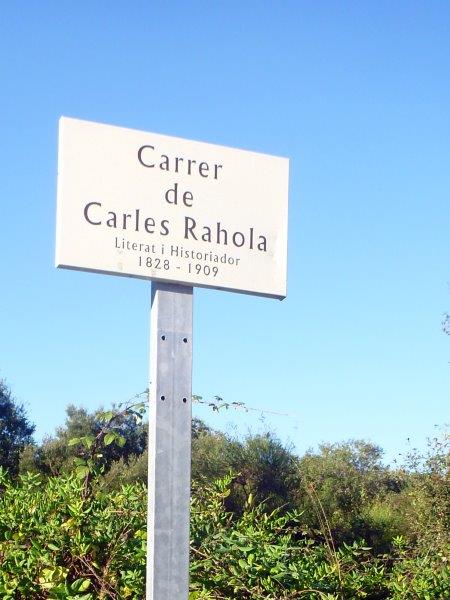 Carrer
de
Carles Rahola
Literat i Historiador
1828 - 1909